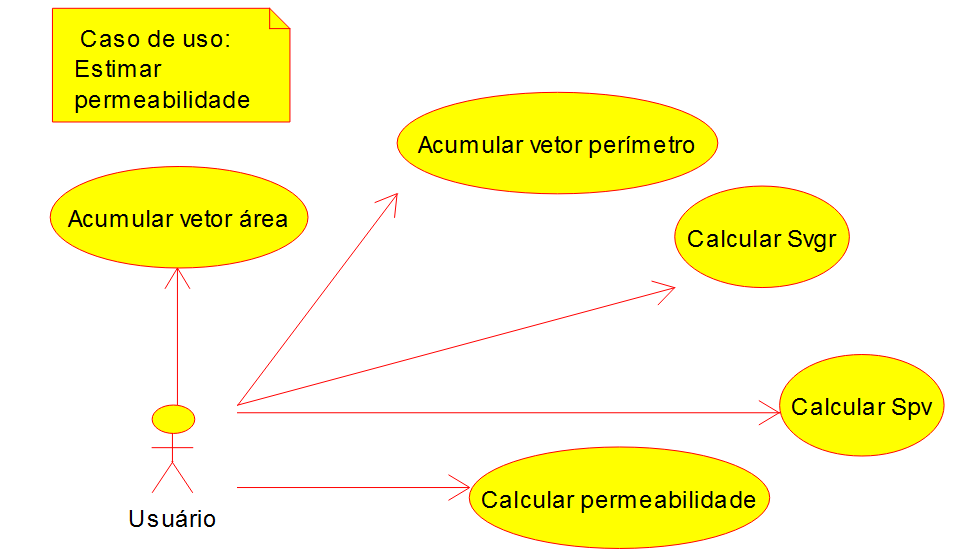 Caso de uso:
Estimar
permeabilidade
Acumular vetor perímetro
Acumular vetor área
Calcular Svgr
Calcular Spv
Calcular permeabilidade
Usuário